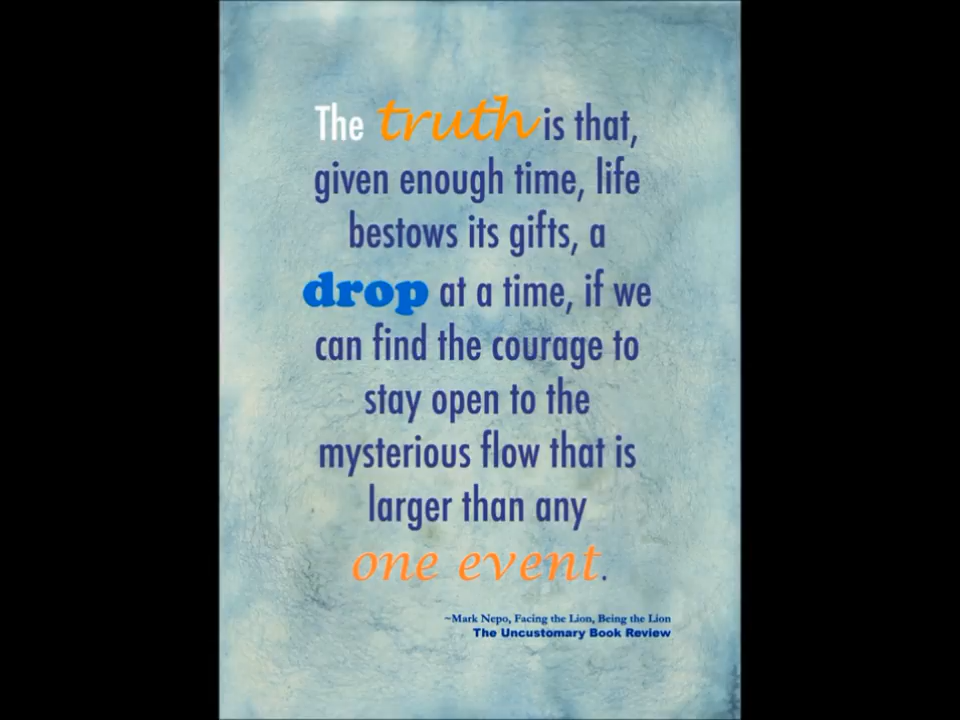 The truth is that,
given enough time, life
bestows its gifts, a
drop at a time, if we
can find the courage to
stay open to the
mysterious flow that is
larger than any
one event.
~Mark Nepo, Facing the Lion, Being the Lion
The Uncustomary Book Review